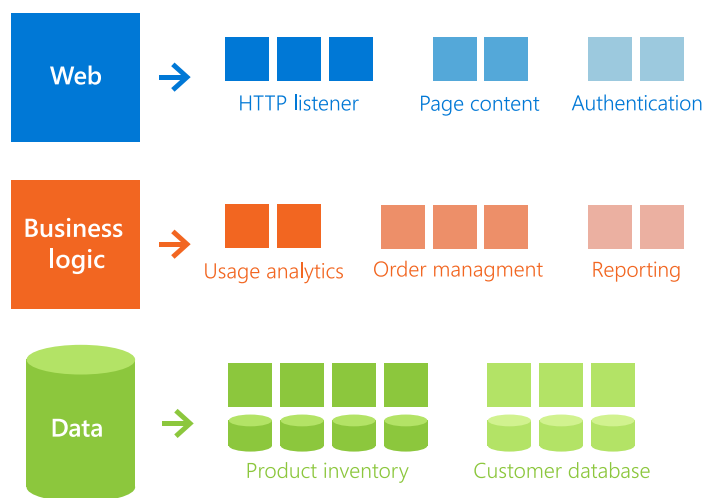 Web
HTTP listener
Page content
Authentication
Business
logic
Usage analytics
Order managment
Reporting
Data
Product inventory
Customer database